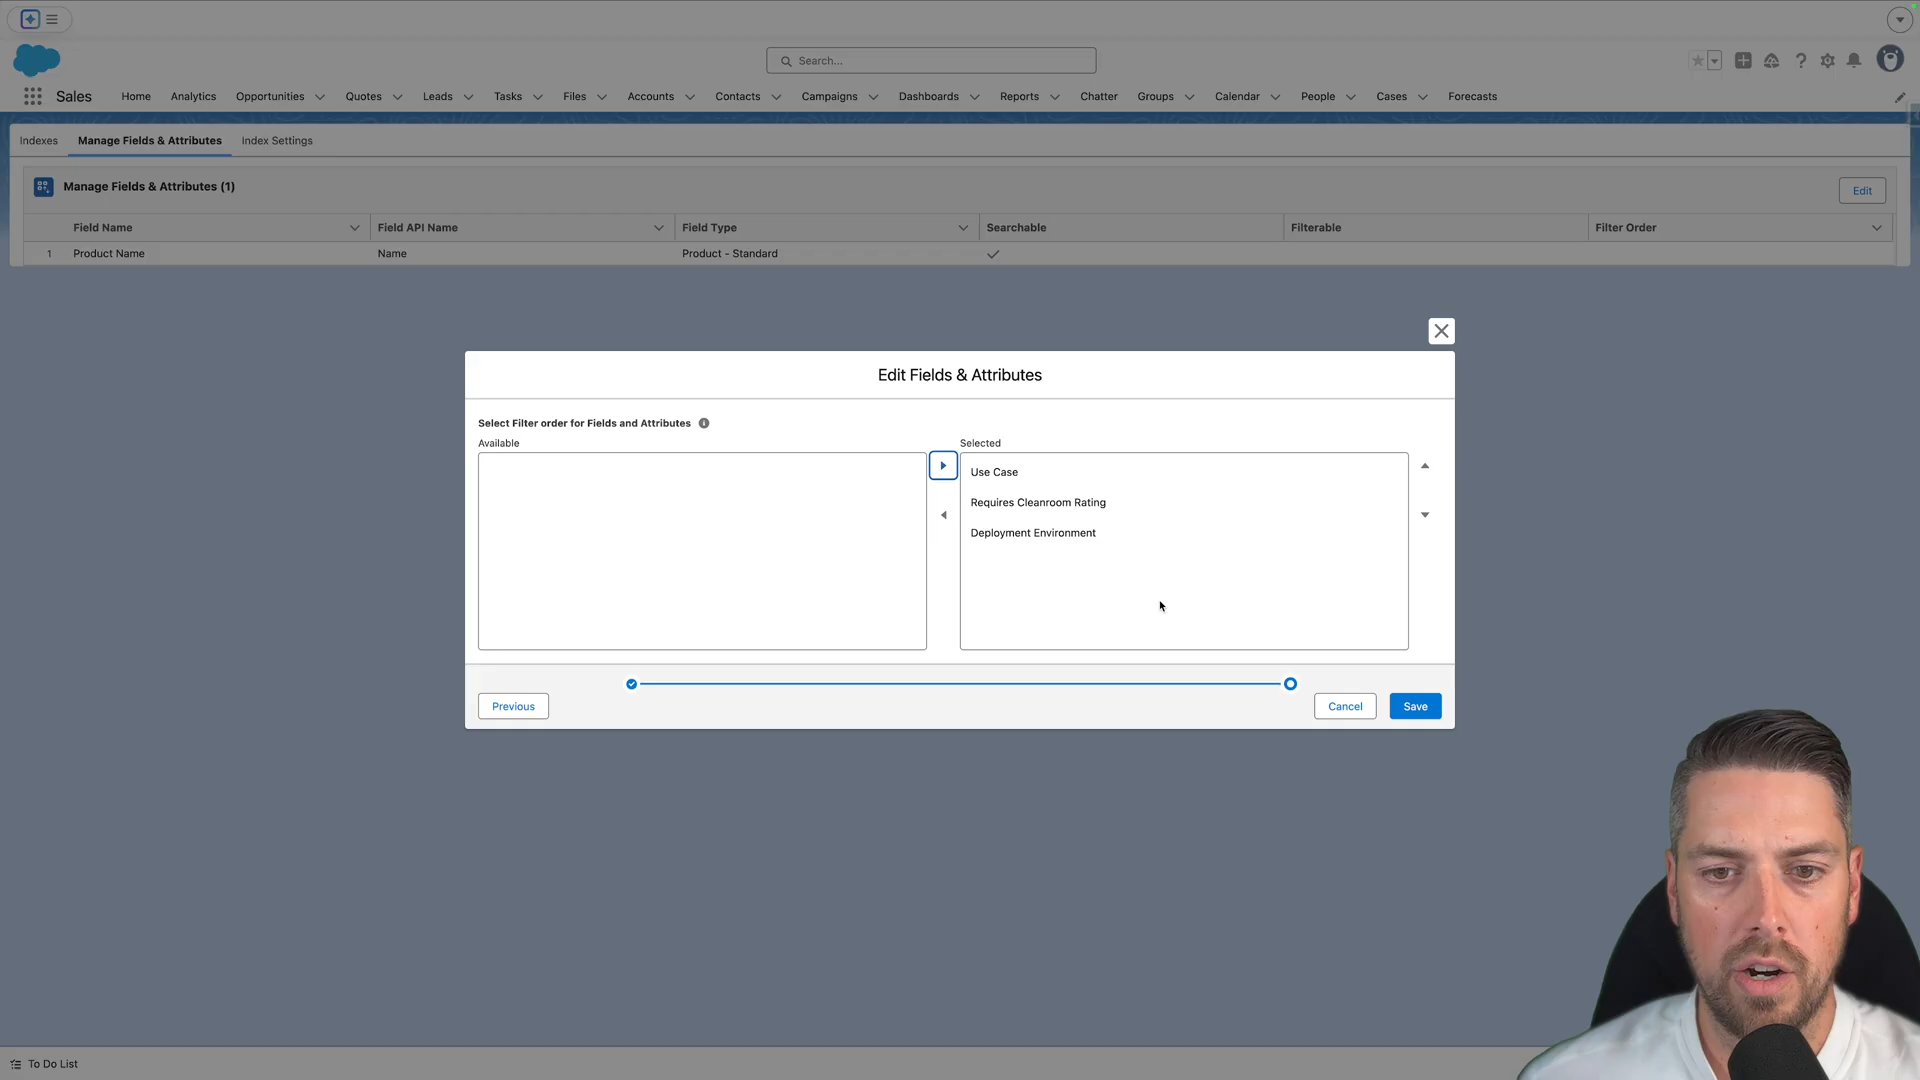 Search...
Sales
Home
Analytics
Opportunities
Quotes
Leads
Tasks
Files
Accounts
Contacts
Campaigns
Dashboards
Reports
Chatter
Groups
Calendar
People
Cases
Forecasts
Indexes
Manage Fields & Attributes
Index Settings
Manage Fields & Attributes (1)
Edit
Field Name
Field API Name
Field Type
Searchable
Filterable
Filter Order
1
Product Name
Name
Product - Standard
Edit Fields & Attributes
Select Filter order for Fields and Attributes
Available
Selected
Use Case
Requires Cleanroom Rating
Deployment Environment
Previous
Cancel
Save
To Do List